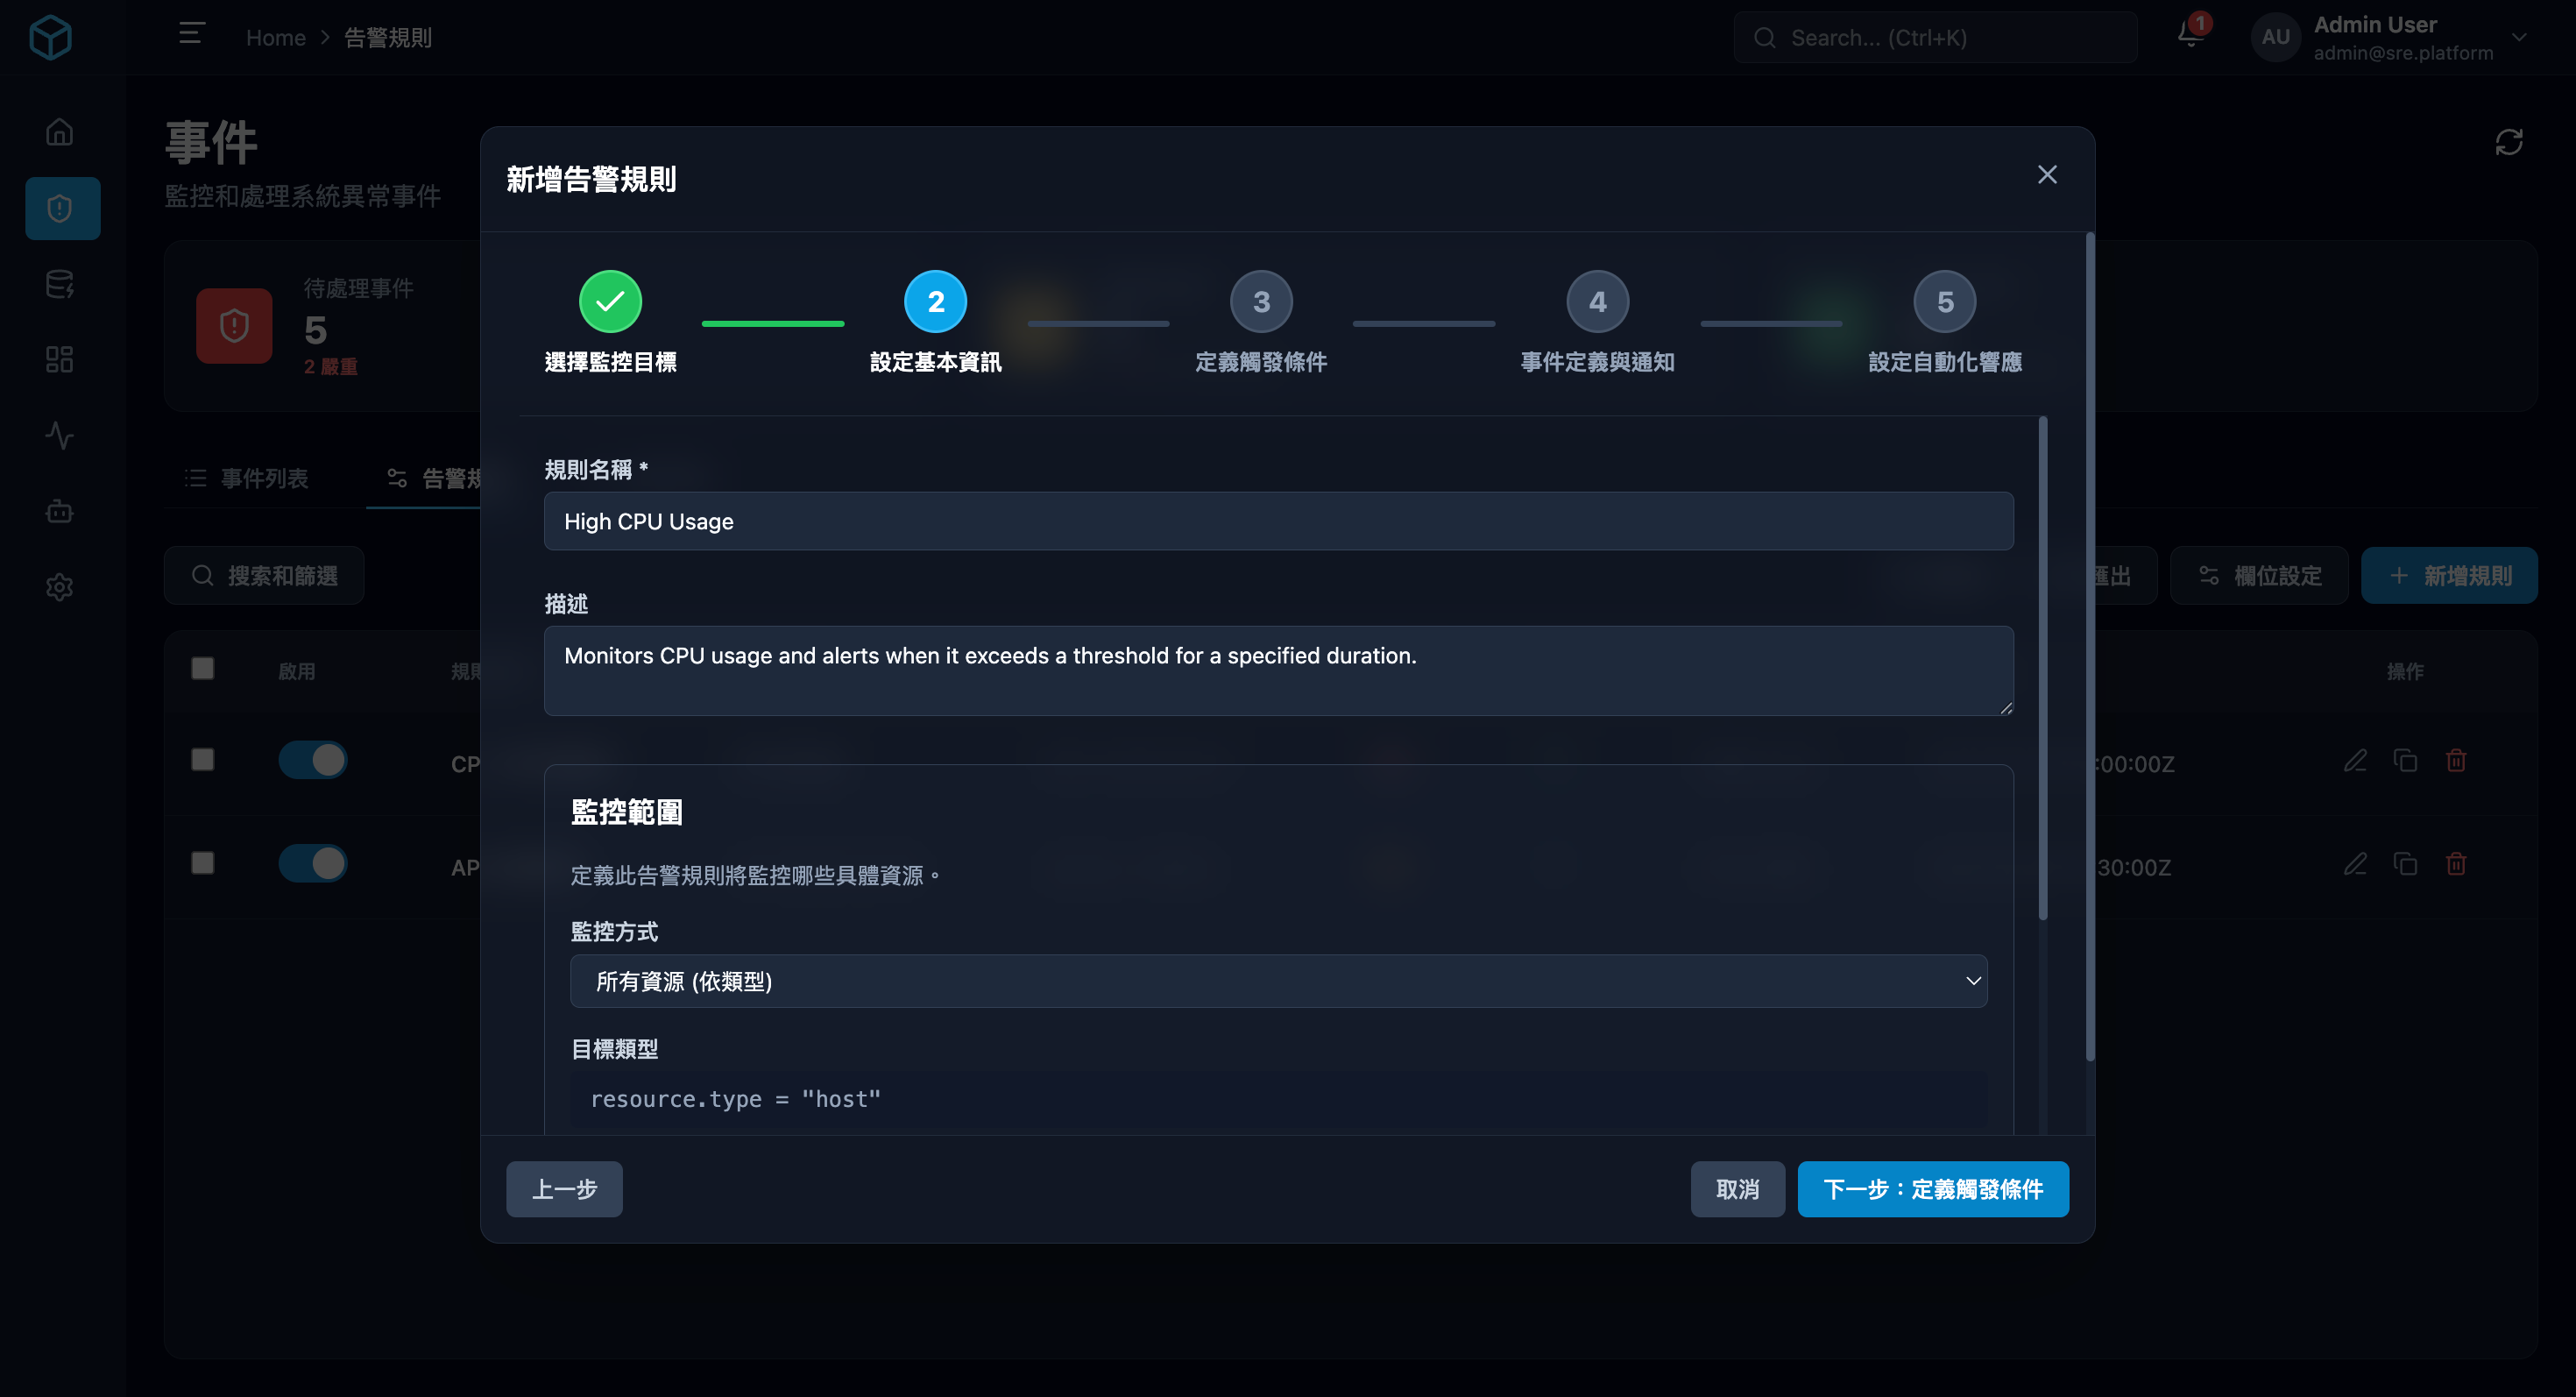 Home > 告警規則
Search... (Ctrl+K)
1
AU
Admin User
admin@sre.platform
事件
監控和處理系統異常事件
待處理事件
5
2 嚴重
事件列表
告警規
搜索和篩選
匯出
欄位設定
新增規則
啟用
規則
操作
CP
:00:00Z
AP
30:00Z
新增告警規則
2
3
4
5
選擇監控目標
設定基本資訊
定義觸發條件
事件定義與通知
設定自動化響應
規則名稱 *
High CPU Usage
描述
Monitors CPU usage and alerts when it exceeds a threshold for a specified duration.
監控範圍
定義此告警規則將監控哪些具體資源。
監控方式
所有資源 (依類型)
目標類型
resource.type = "host"
上一步
取消
下一步：定義觸發條件